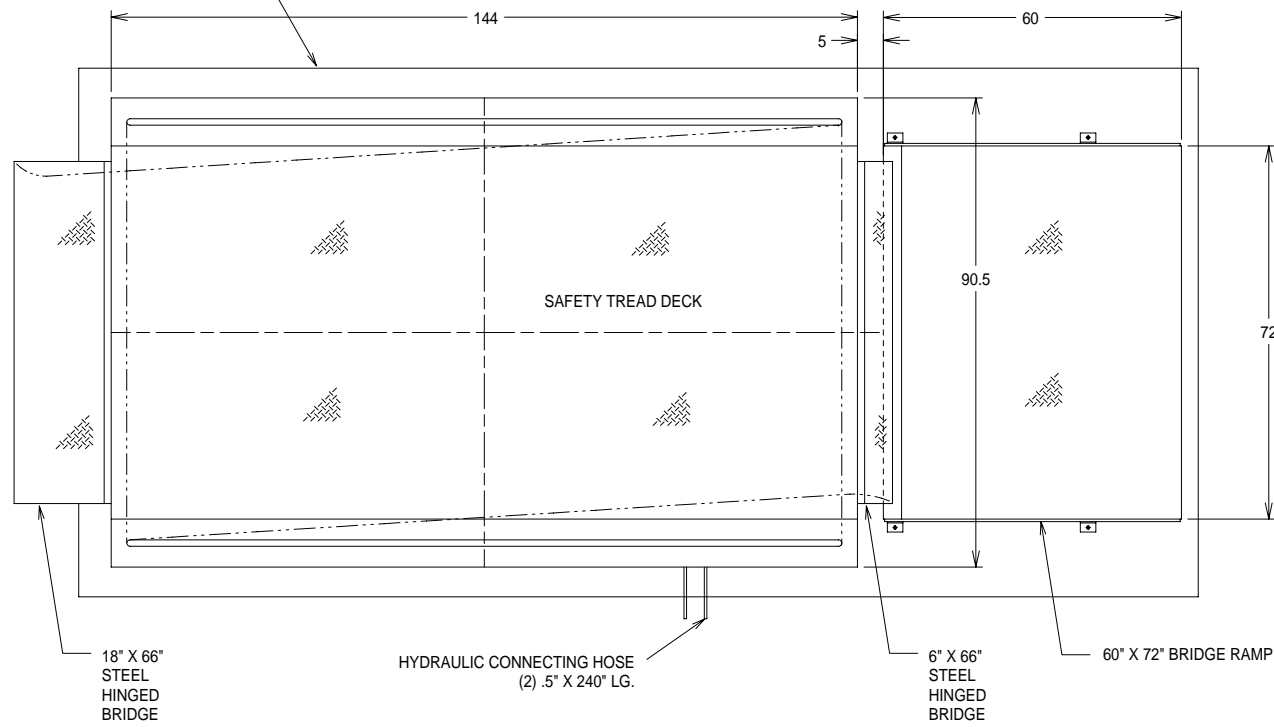 144
60
5
90.5
72
SAFETY TREAD DECK
18" X 66"
STEEL
HINGED
BRIDGE
HYDRAULIC CONNECTING HOSE
(2) .5" X 240" LG.
6" X 66"
STEEL
HINGED
BRIDGE
60" X 72" BRIDGE RAMP